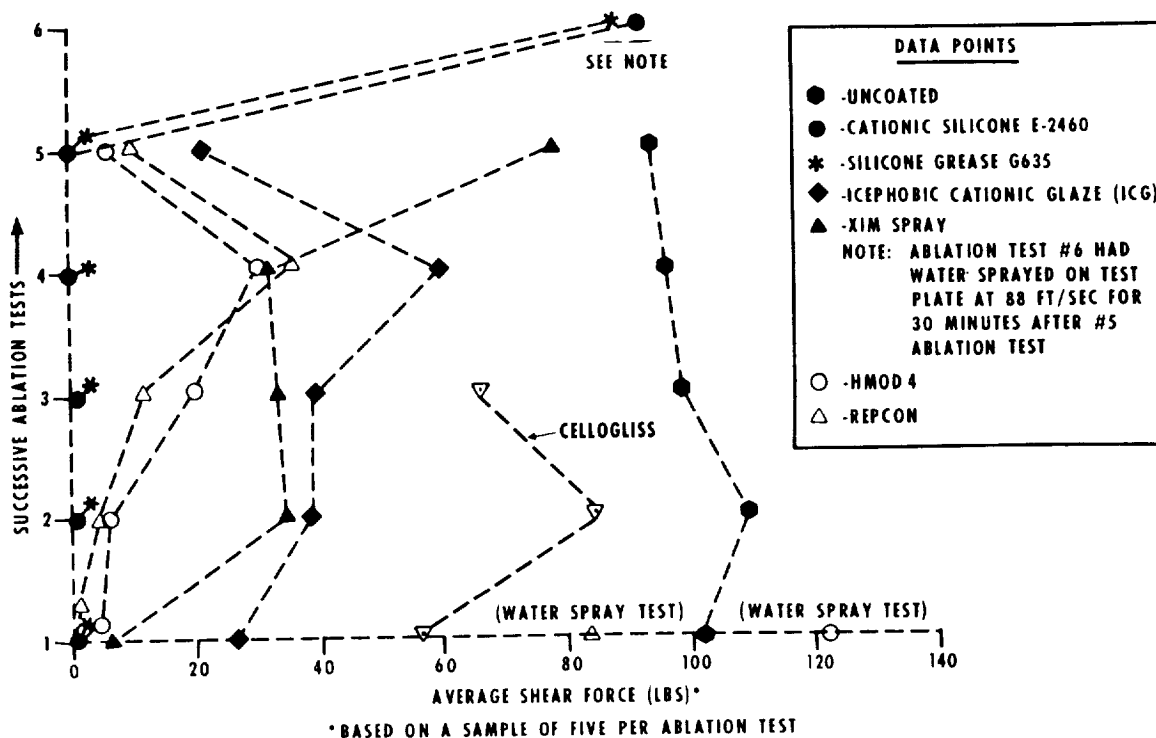 6
5
4
3
2
1
SUCCESSIVE ABLATION TESTS
SEE NOTE
CELLOGLISS
(WATER SPRAY TEST)
(WATER SPRAY TEST)
0
20
40
60
80
100
120
140
AVERAGE SHEAR FORCE (LBS)*
*BASED ON A SAMPLE OF FIVE PER ABLATION TEST
DATA POINTS
-UNCOATED
-CATIONIC SILICONE E-2460
-SILICONE GREASE G635
-ICEPHOBIC CATIONIC GLAZE (ICG)
-XIM SPRAY
NOTE: ABLATION TEST #6 HAD
WATER SPRAYED ON TEST
PLATE AT 88 FT/SEC FOR
30 MINUTES AFTER #5
ABLATION TEST
-HMOD 4
-REPCON